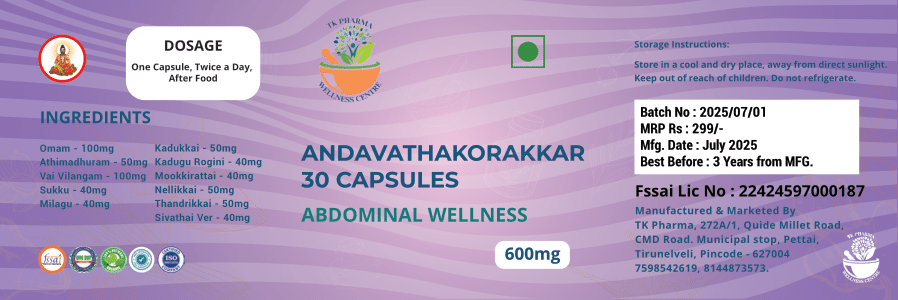 DOSAGE
One Capsule, Twice a Day,
After Food
INGREDIENTS
Omam - 100mg
Athimadhuram - 50mg
Vai Vilangam - 100mg
Sukku - 40mg
Milagu - 40mg
Kadukkai - 50mg
Kadugu Rogini - 40mg
Mookkirattai - 40mg
Nellikkai - 50mg
Thandrikkai - 50mg
Sivathai Ver - 40mg
fssai
ISO
TK PHARMA
WELLNESS CENTRE
ANDAVATHAKORAKKAR
30 CAPSULES
ABDOMINAL WELLNESS
600mg
Storage Instructions:
Store in a cool and dry place, away from direct sunlight.
Keep out of reach of children. Do not refrigerate.
Batch No : 2025/07/01
MRP Rs : 299/-
Mfg. Date : July 2025
Best Before : 3 Years from MFG.
Fssai Lic No : 22424597000187
Manufactured & Marketed By
TK Pharma, 272A/1, Quide Millet Road,
CMD Road. Municipal stop, Pettai,
Tirunelveli, Pincode - 627004
7598542619, 8144873573.
TK PHARMA
WELLNESS CENTRE